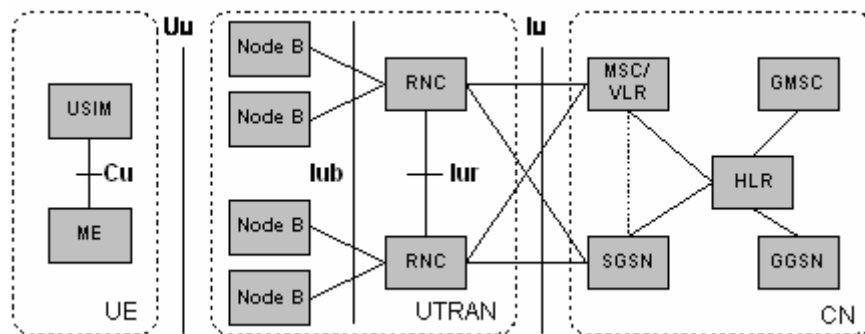 Uu
Iu
Node B
Node B
RNC
MSC/
VLR
GMSC
USIM
Cu
Iub
Iur
HLR
ME
Node B
Node B
RNC
SGSN
GGSN
UE
UTRAN
CN